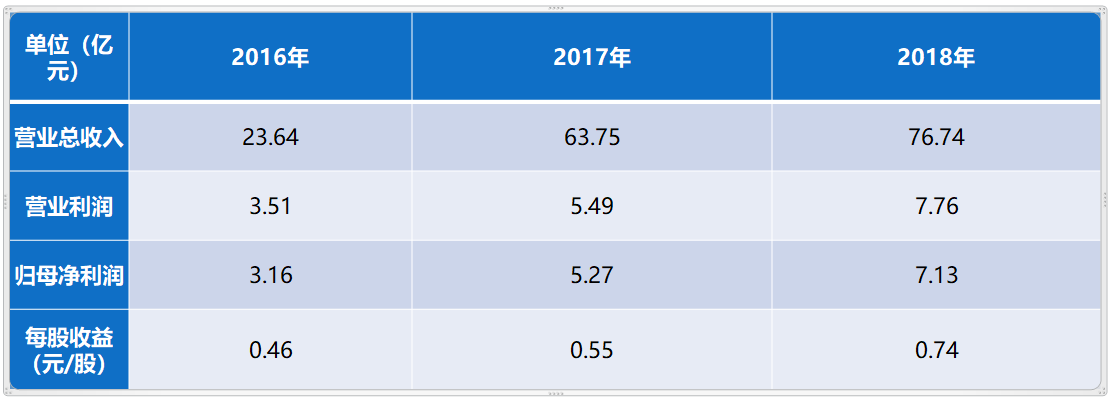 单位（亿
元）
2016年
2017年
2018年
营业总收入
23.64
63.75
76.74
营业利润
3.51
5.49
7.76
归母净利润
3.16
5.27
7.13
每股收益
（元/股）
0.46
0.55
0.74